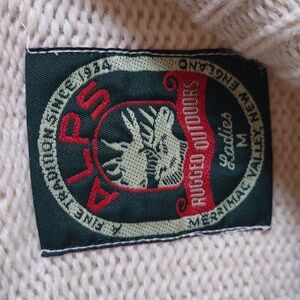 A FINE TRADITION SINCE 1924
ALPS
RUGGED OUTDOORS
Ladies
M
MERRIMAC VALLEY, NEW ENGLAND